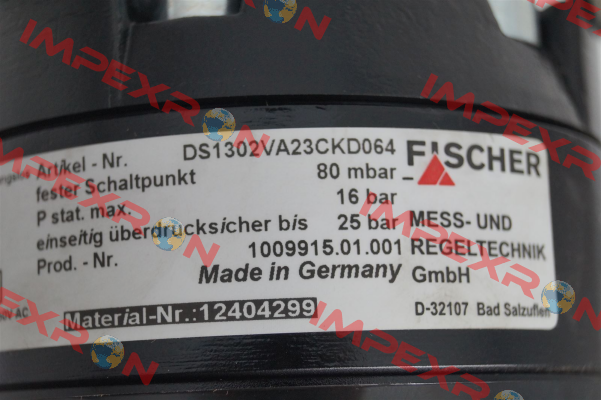 Artikel - Nr. DS1302VA23CKD064
fester Schaltpunkt 80 mbar
P stat. max. 16 bar
einseitig überdrucksicher bis 25 bar
Prod. - Nr. 1009915.01.001
Made in Germany
Material-Nr.:12404299
FISCHER
MESS- UND
REGELTECHNIK
GmbH
D-32107 Bad Salzuflen
V AC
IMPEXRON
IMPEXRON
IMPEXRON
IMPEXRON
IMPEXRON